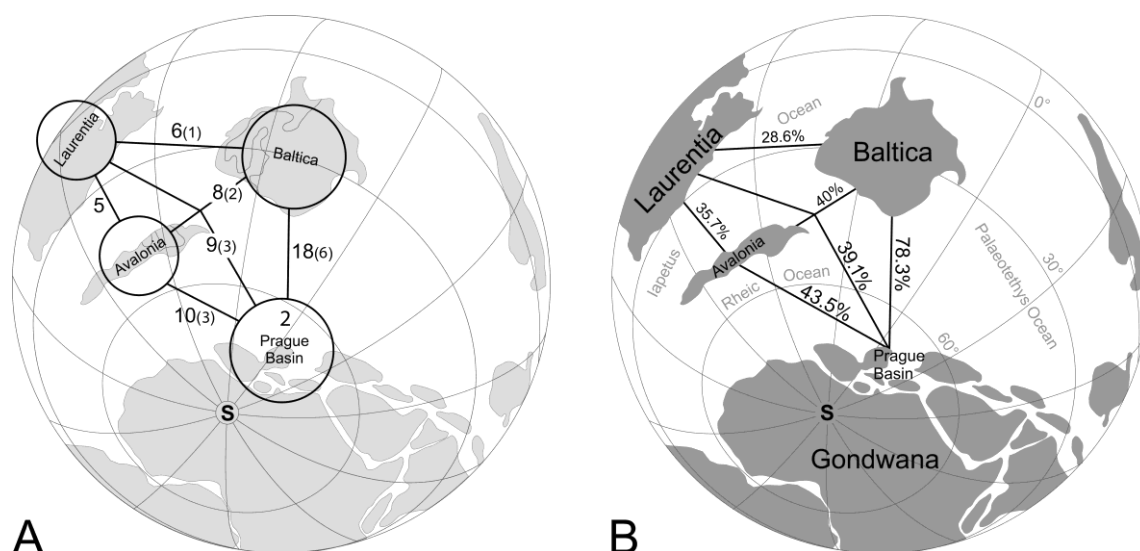 Laurentia
6(1)
Baltica
8(2)
5
Avalonia
9(3)
18(6)
10(3)
2
Prague
Basin
S
A
Ocean
0°
28.6%
Laurentia
Baltica
40%
35.7%
Avalonia
39.1%
78.3%
Iapetus
Rheic
Ocean
43.5%
30°
Palaeotethys Ocean
60°
Prague
Basin
S
Gondwana
B